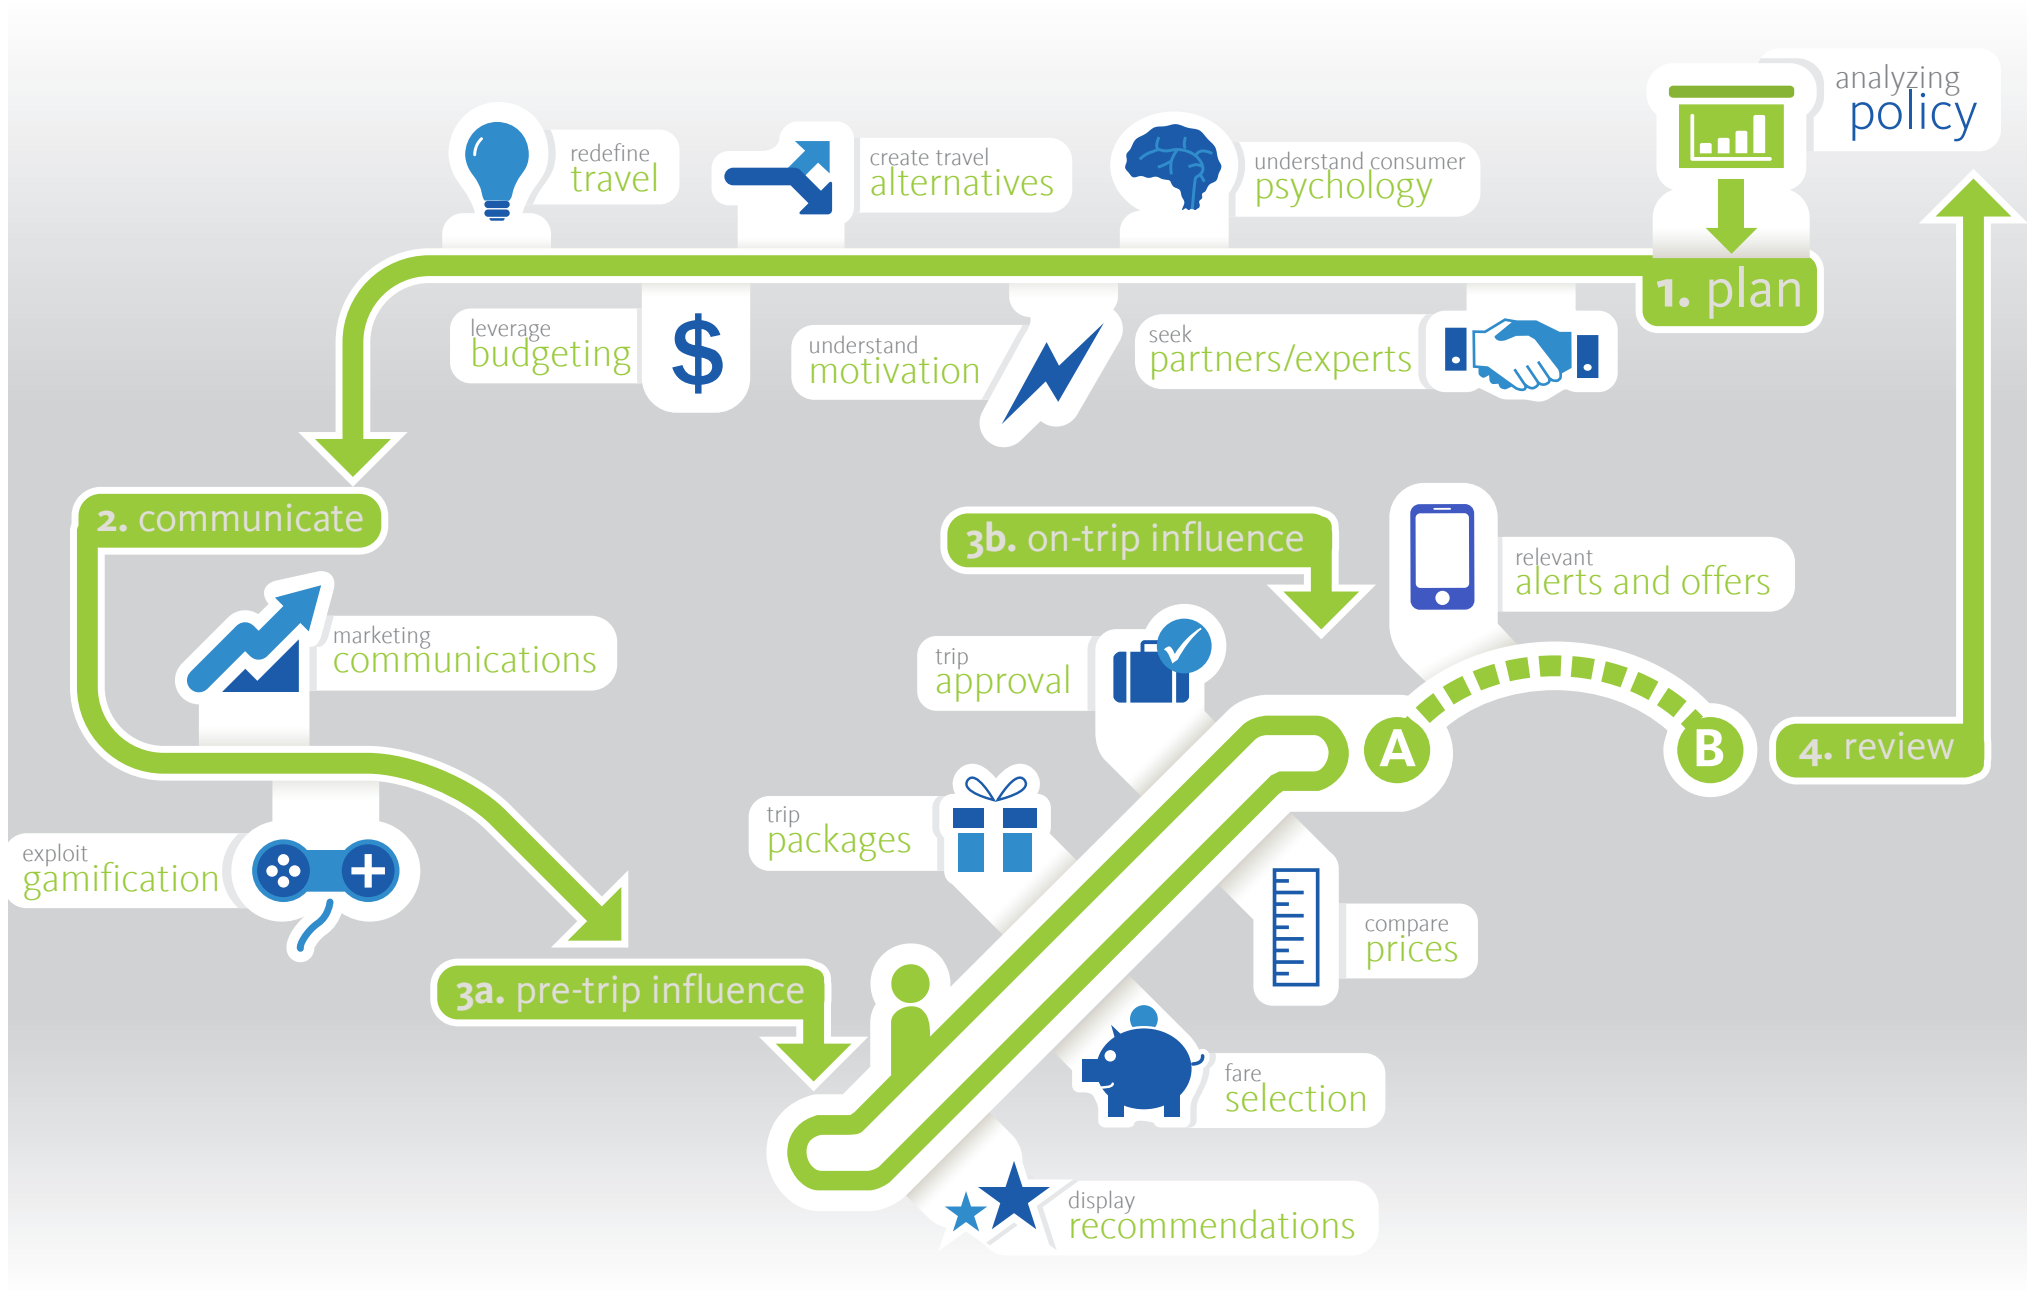 analyzing
policy
redefine
travel
create travel
alternatives
understand consumer
psychology
1. plan
leverage
budgeting
$
understand
motivation
seek
partners/experts
2. communicate
marketing
communications
exploit
gamification
3a. pre-trip influence
trip
approval
trip
packages
compare
prices
fare
selection
display
recommendations
3b. on-trip influence
relevant
alerts and offers
A
B
4. review